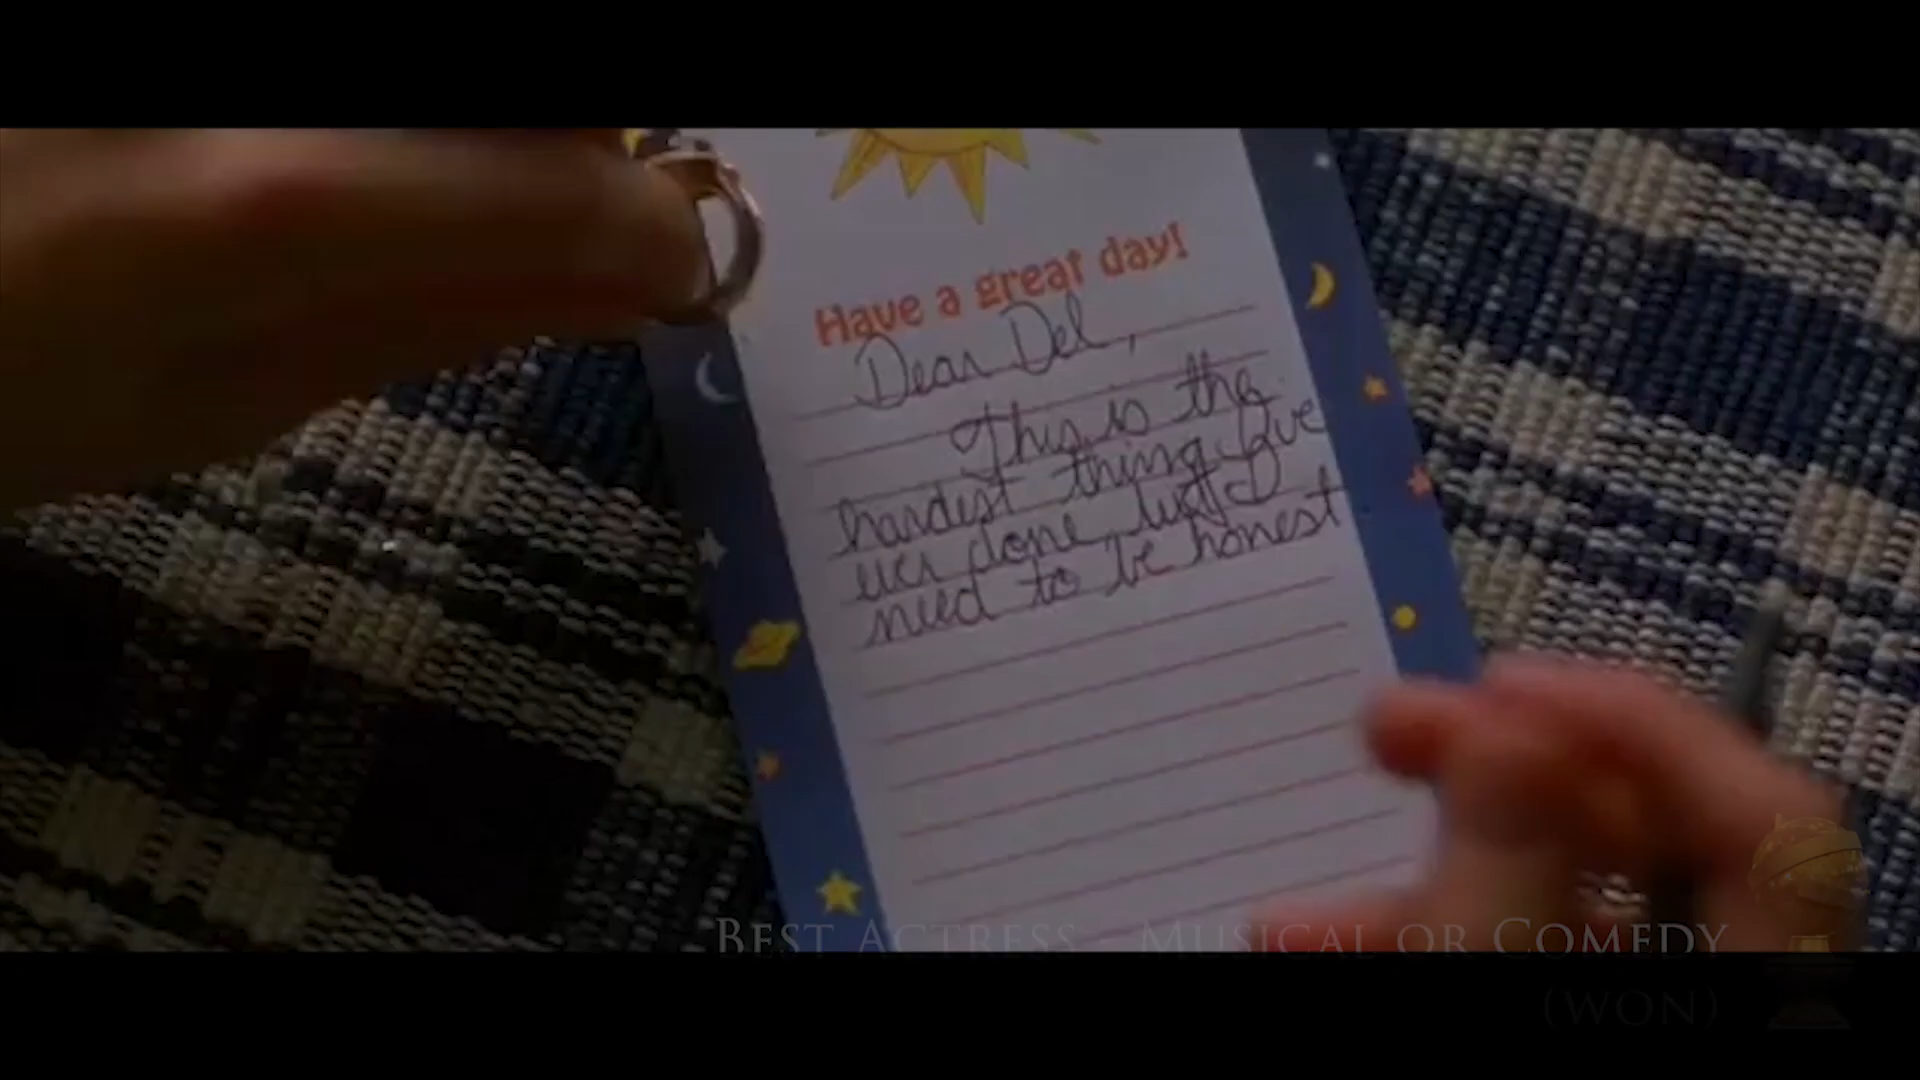 Have a great day!
Dear Del,
This is the
hardest thing I've
ever done, but I
need to be honest
BEST ACTRESS - MUSICAL OR COMEDY
(WON)